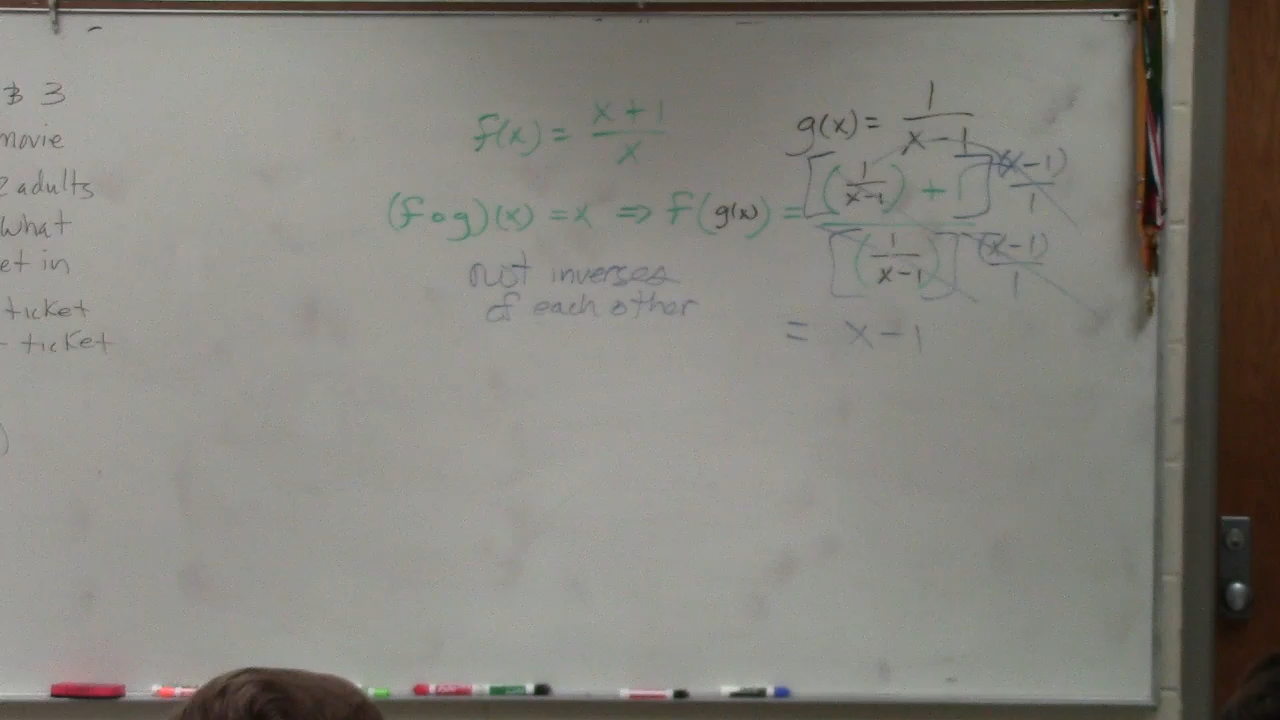 $ 3
movie
2 adults
What
et in
ticket
ticket
)
f(x) = x + 1 / x
g(x) = 1 / x - 1
(f∘g)(x) = x ⇒ f(g(x)) = [(1 / x-1) + 1] (x-1) / 1 / [(1 / x-1)] (x-1) / 1
not inverses
of each other
= x - 1